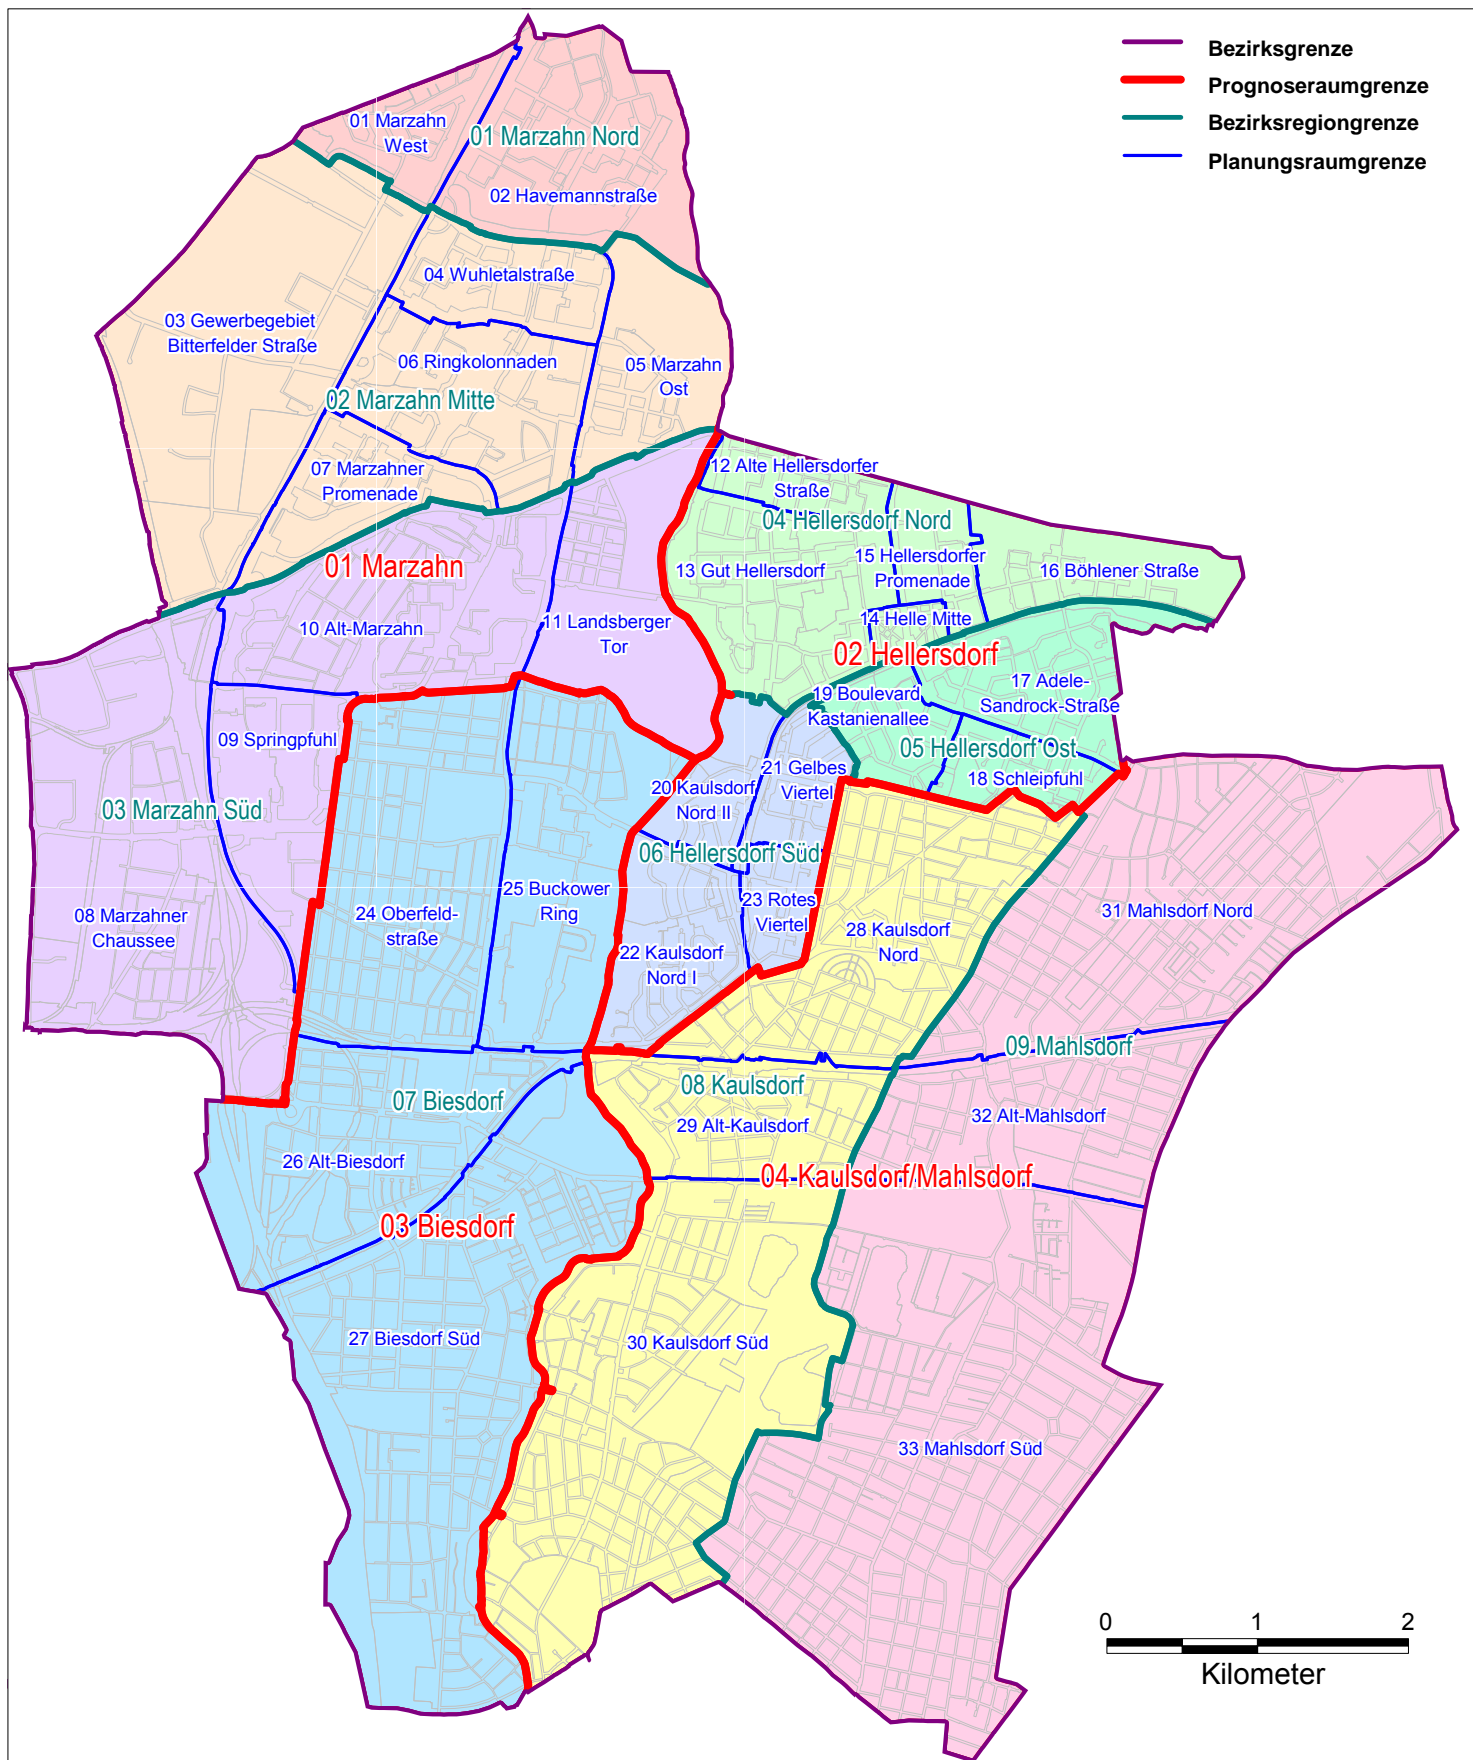 Bezirksgrenze
Prognoseraumgrenze
Bezirksregiongrenze
Planungsraumgrenze
01 Marzahn
West
01 Marzahn Nord
02 Havemannstraße
04 Wuhletalstraße
03 Gewerbegebiet
Bitterfelder Straße
06 Ringkolonnaden
05 Marzahn
Ost
02 Marzahn Mitte
07 Marzahner
Promenade
12 Alte Hellersdorfer
Straße
04 Hellersdorf Nord
01 Marzahn
13 Gut Hellersdorf
15 Hellersdorfer
Promenade
16 Böhlener Straße
10 Alt-Marzahn
11 Landsberger
Tor
14 Helle Mitte
02 Hellersdorf
19 Boulevard
Kastanienallee
17 Adele-
Sandrock-Straße
09 Springpfuhl
05 Hellersdorf Ost
21 Gelbes
Viertel
18 Schleipfuhl
20 Kaulsdorf
Nord II
03 Marzahn Süd
06 Hellersdorf Süd
25 Buckower
Ring
23 Rotes
Viertel
08 Marzahner
Chaussee
24 Oberfeld-
straße
31 Mahlsdorf Nord
28 Kaulsdorf
Nord
22 Kaulsdorf
Nord I
09 Mahlsdorf
08 Kaulsdorf
07 Biesdorf
29 Alt-Kaulsdorf
32 Alt-Mahlsdorf
26 Alt-Biesdorf
04 Kaulsdorf/Mahlsdorf
03 Biesdorf
27 Biesdorf Süd
30 Kaulsdorf Süd
33 Mahlsdorf Süd
0 1 2
Kilometer